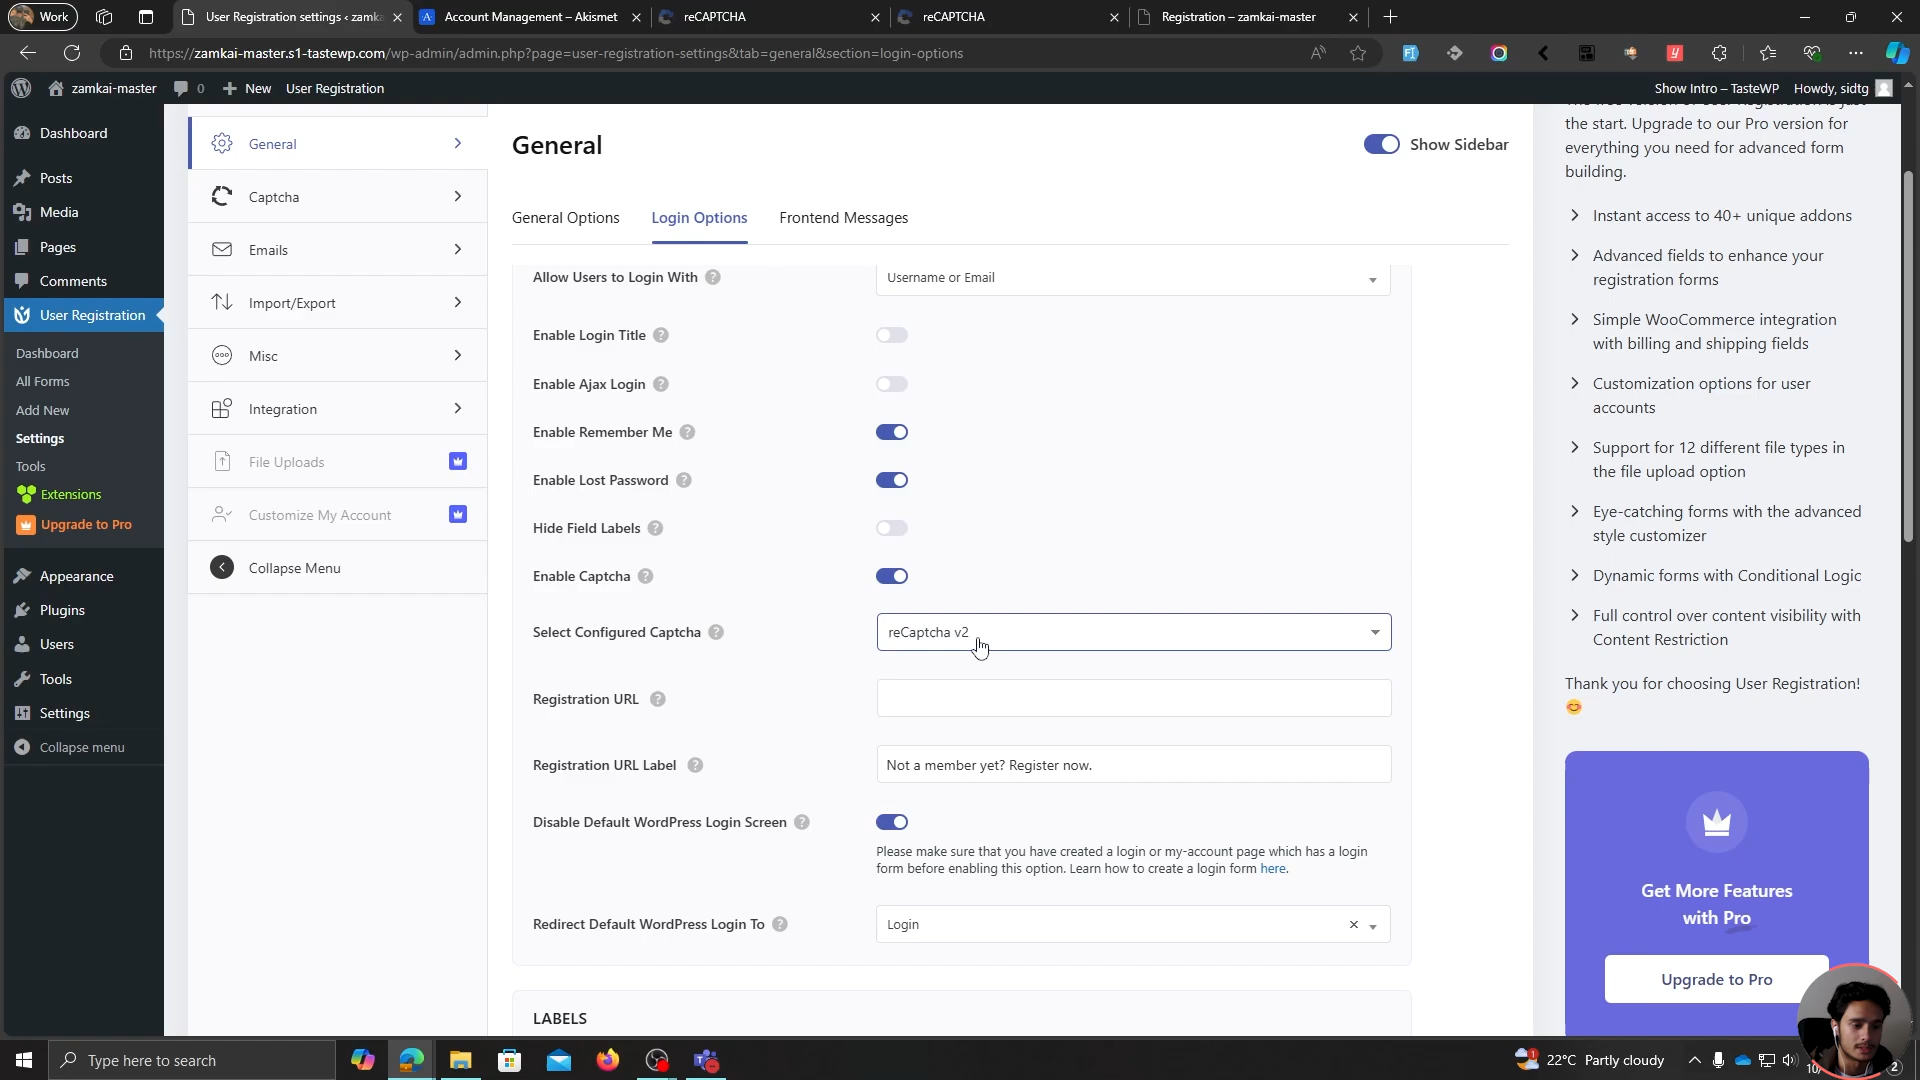 Work
User Registration settings ‹ zamka
Account Management – Akismet
reCAPTCHA
reCAPTCHA
Registration – zamkai-master
https://zamkai-master.s1-tastewp.com/wp-admin/admin.php?page=user-registration-settings&tab=general&section=login-options
zamkai-master
0
New
User Registration
Show Intro – TasteWP
Howdy, sidtg
Dashboard
Posts
Media
Pages
Comments
User Registration
Dashboard
All Forms
Add New
Settings
Tools
Extensions
Upgrade to Pro
Appearance
Plugins
Users
Tools
Settings
Collapse menu
General
Captcha
Emails
Import/Export
Misc
Integration
File Uploads
Customize My Account
Collapse Menu
General
Show Sidebar
General Options
Login Options
Frontend Messages
Allow Users to Login With ?
Username or Email
Enable Login Title ?
Enable Ajax Login ?
Enable Remember Me ?
Enable Lost Password ?
Hide Field Labels ?
Enable Captcha ?
Select Configured Captcha ?
reCaptcha v2
Registration URL ?
Registration URL Label ?
Not a member yet? Register now.
Disable Default WordPress Login Screen ?
Please make sure that you have created a login or my-account page which has a login
form before enabling this option. Learn how to create a login form here.
Redirect Default WordPress Login To ?
Login
LABELS
the start. Upgrade to our Pro version for
everything you need for advanced form
building.
Instant access to 40+ unique addons
Advanced fields to enhance your
registration forms
Simple WooCommerce integration
with billing and shipping fields
Customization options for user
accounts
Support for 12 different file types in
the file upload option
Eye-catching forms with the advanced
style customizer
Dynamic forms with Conditional Logic
Full control over content visibility with
Content Restriction
Thank you for choosing User Registration!
😊
Get More Features
with Pro
Upgrade to Pro
Type here to search
22°C Partly cloudy
10/
2